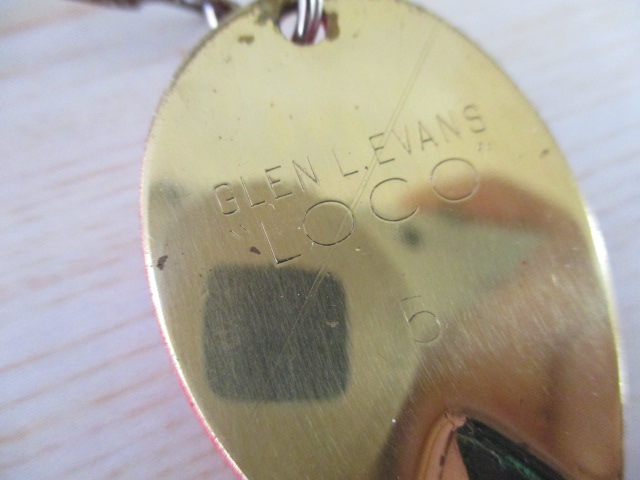 GLEN L. EVANS
"LOCO"
5